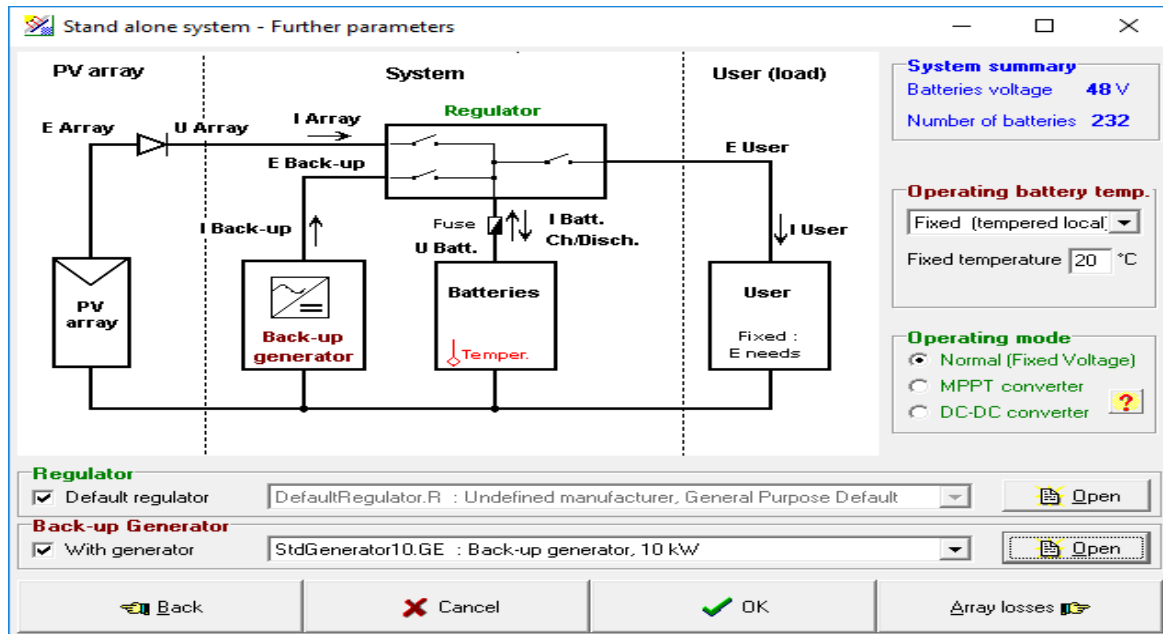 Stand alone system - Further parameters
PV array
System
User (load)
E Array
U Array
I Array
Regulator
E Back-up
E User
I Back-up
Fuse
U Batt.
I Batt.
Ch/Disch.
I User
PV
array
Back-up
generator
Batteries
Temper.
User
Fixed :
E needs
System summary
Batteries voltage 48 V
Number of batteries 232
Operating battery temp.
Fixed (tempered local)
Fixed temperature 20 °C
Operating mode
Normal (Fixed Voltage)
MPPT converter
DC-DC converter
?
Regulator
Default regulator
DefaultRegulator.R : Undefined manufacturer, General Purpose Default
Open
Back-up Generator
With generator
StdGenerator10.GE : Back-up generator, 10 kW
Open
Back
Cancel
OK
Array losses